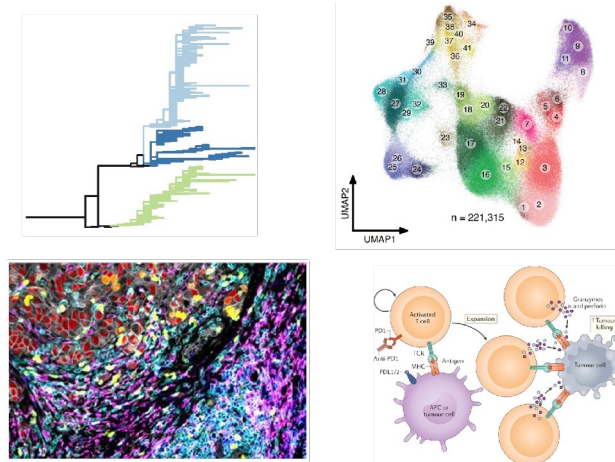 35
34
38
40
37
41
39
36
30
33
31
28
27
32
29
19
18
20
22
21
23
17
26
25
24
16
15
14
13
12
7
10
9
11
8
6
5
4
3
2
1
n = 221,315
UMAP2
UMAP1
Activated
T cell
Expansion
PD1
Anti-PD1
TCR
MHC
Antigens
PDL1/2
APC or
tumour cell
Granzymes
and perforin
↑ Tumour
killing
Tumour cell